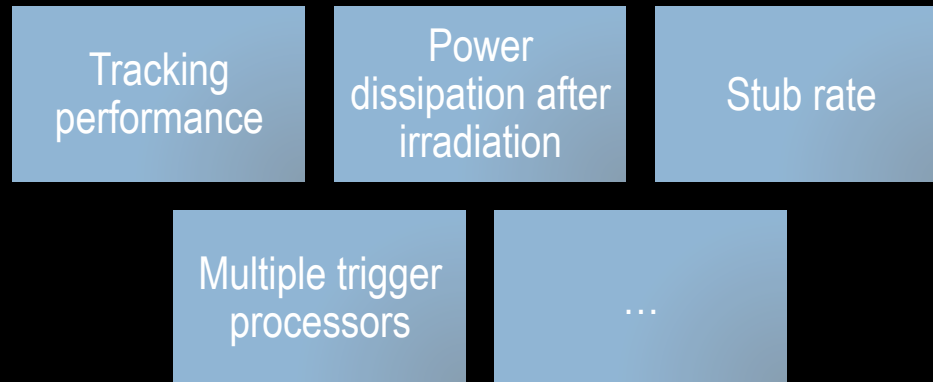 Tracking
performance
Power
dissipation after
irradiation
Stub rate
Multiple trigger
processors
…